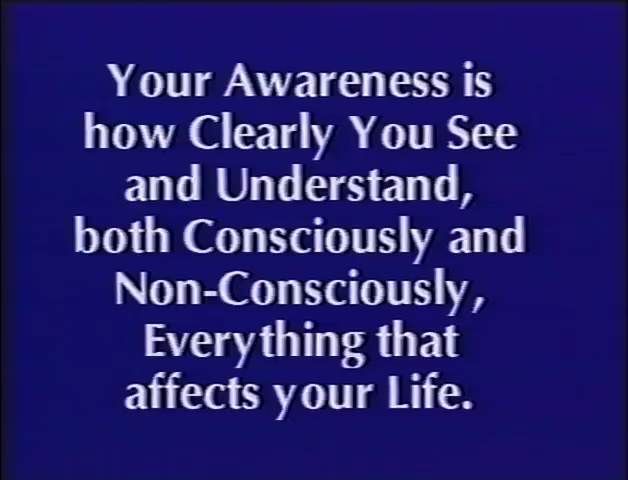 Your Awareness is
how Clearly You See
and Understand,
both Consciously and
Non-Consciously,
Everything that
affects your Life.